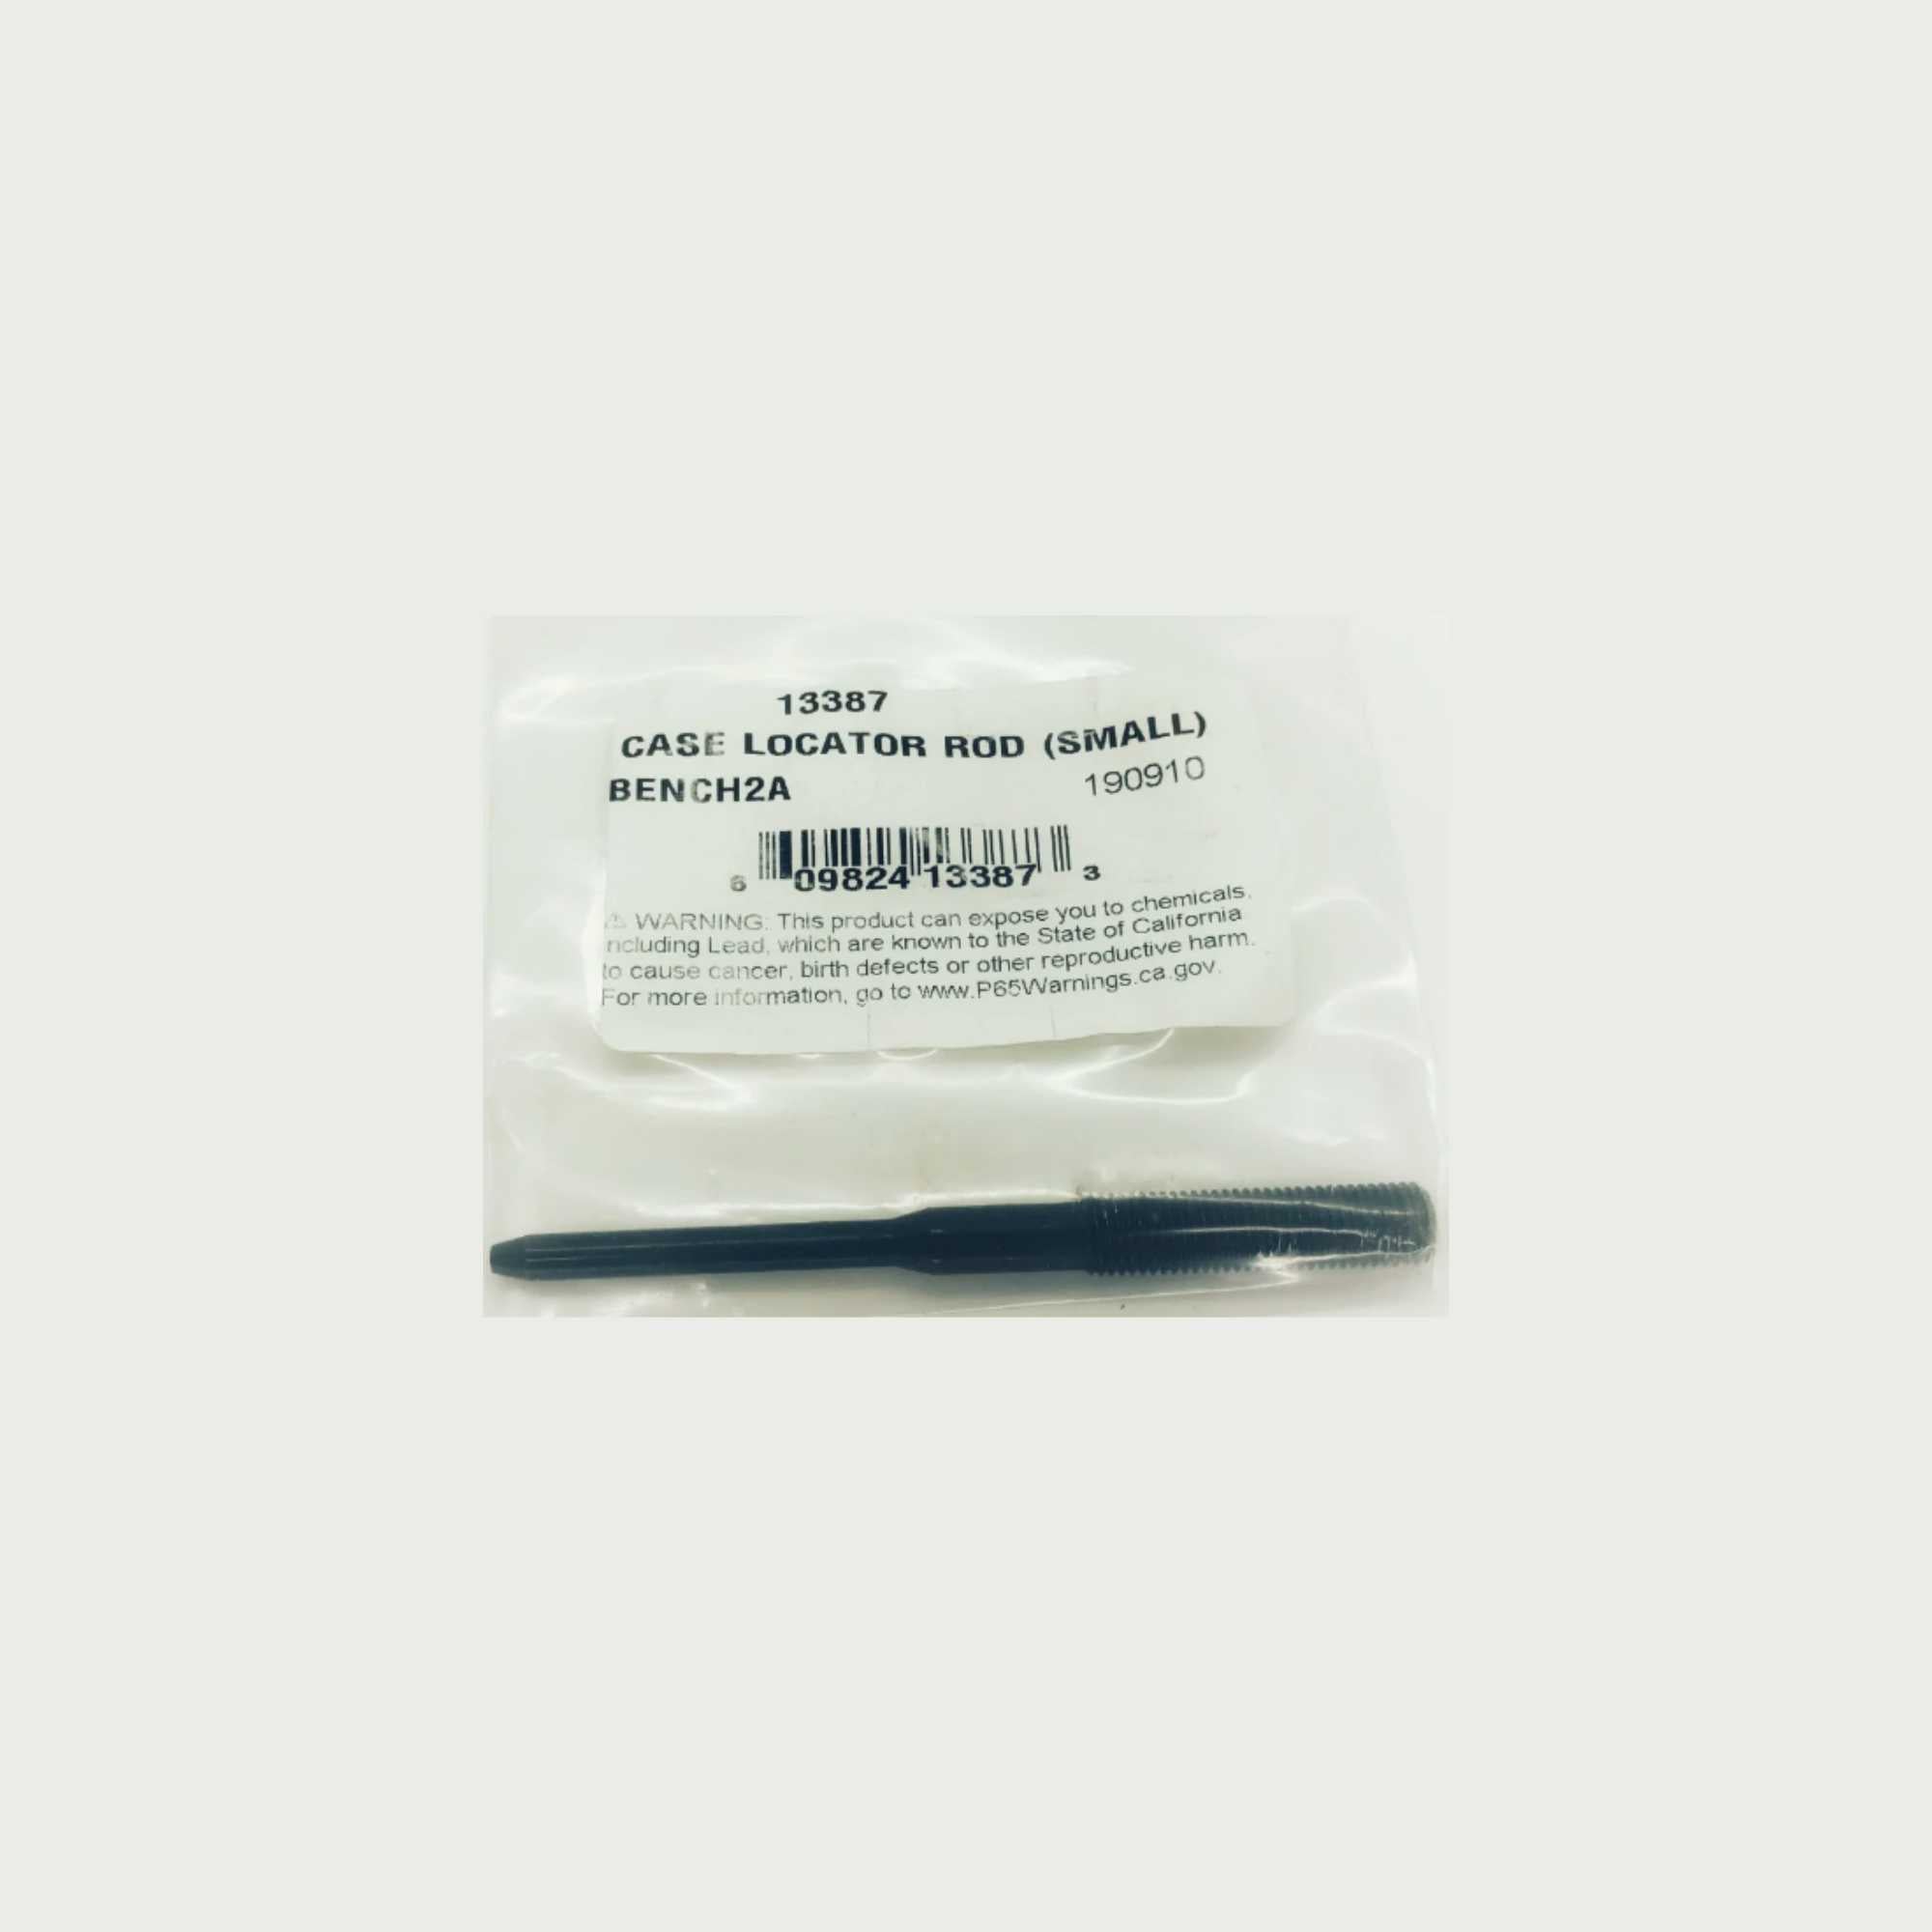 13387
CASE LOCATOR ROD (SMALL)
BENCH2A 190910
6 09824 13387 3
⚠ WARNING: This product can expose you to chemicals,
including Lead, which are known to the State of California
to cause cancer, birth defects or other reproductive harm.
For more information, go to www.P65Warnings.ca.gov.